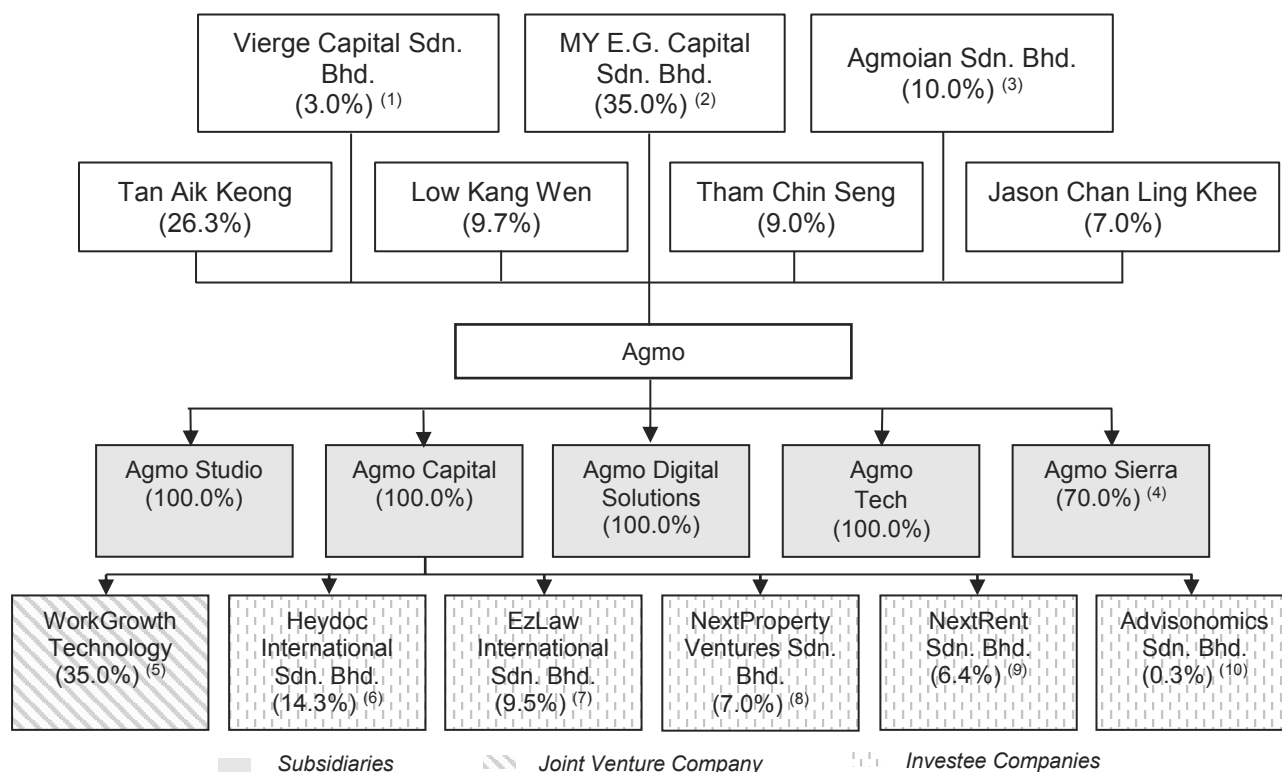 Vierge Capital Sdn.
Bhd.
(3.0%) (1)
MY E.G. Capital
Sdn. Bhd.
(35.0%) (2)
Agmoian Sdn. Bhd.
(10.0%) (3)
Tan Aik Keong
(26.3%)
Low Kang Wen
(9.7%)
Tham Chin Seng
(9.0%)
Jason Chan Ling Khee
(7.0%)
Agmo
Agmo Studio
(100.0%)
Agmo Capital
(100.0%)
Agmo Digital
Solutions
(100.0%)
Agmo
Tech
(100.0%)
Agmo Sierra
(70.0%) (4)
WorkGrowth
Technology
(35.0%) (5)
Heydoc
International
Sdn. Bhd.
(14.3%) (6)
EzLaw
International
Sdn. Bhd.
(9.5%) (7)
NextProperty
Ventures Sdn.
Bhd.
(7.0%) (8)
NextRent
Sdn. Bhd.
(6.4%) (9)
Advisonomics
Sdn. Bhd.
(0.3%) (10)
Subsidiaries
Joint Venture Company
Investee Companies